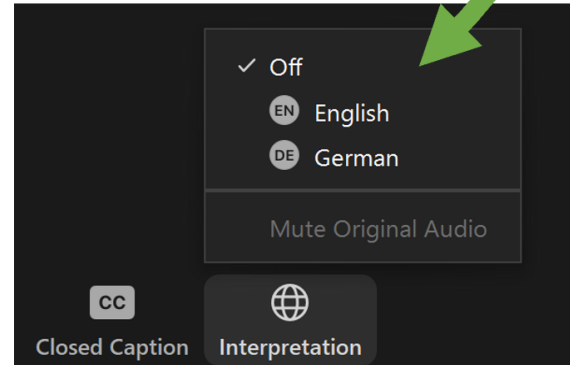 Off
EN English
DE German
Mute Original Audio
CC
Closed Caption
Interpretation